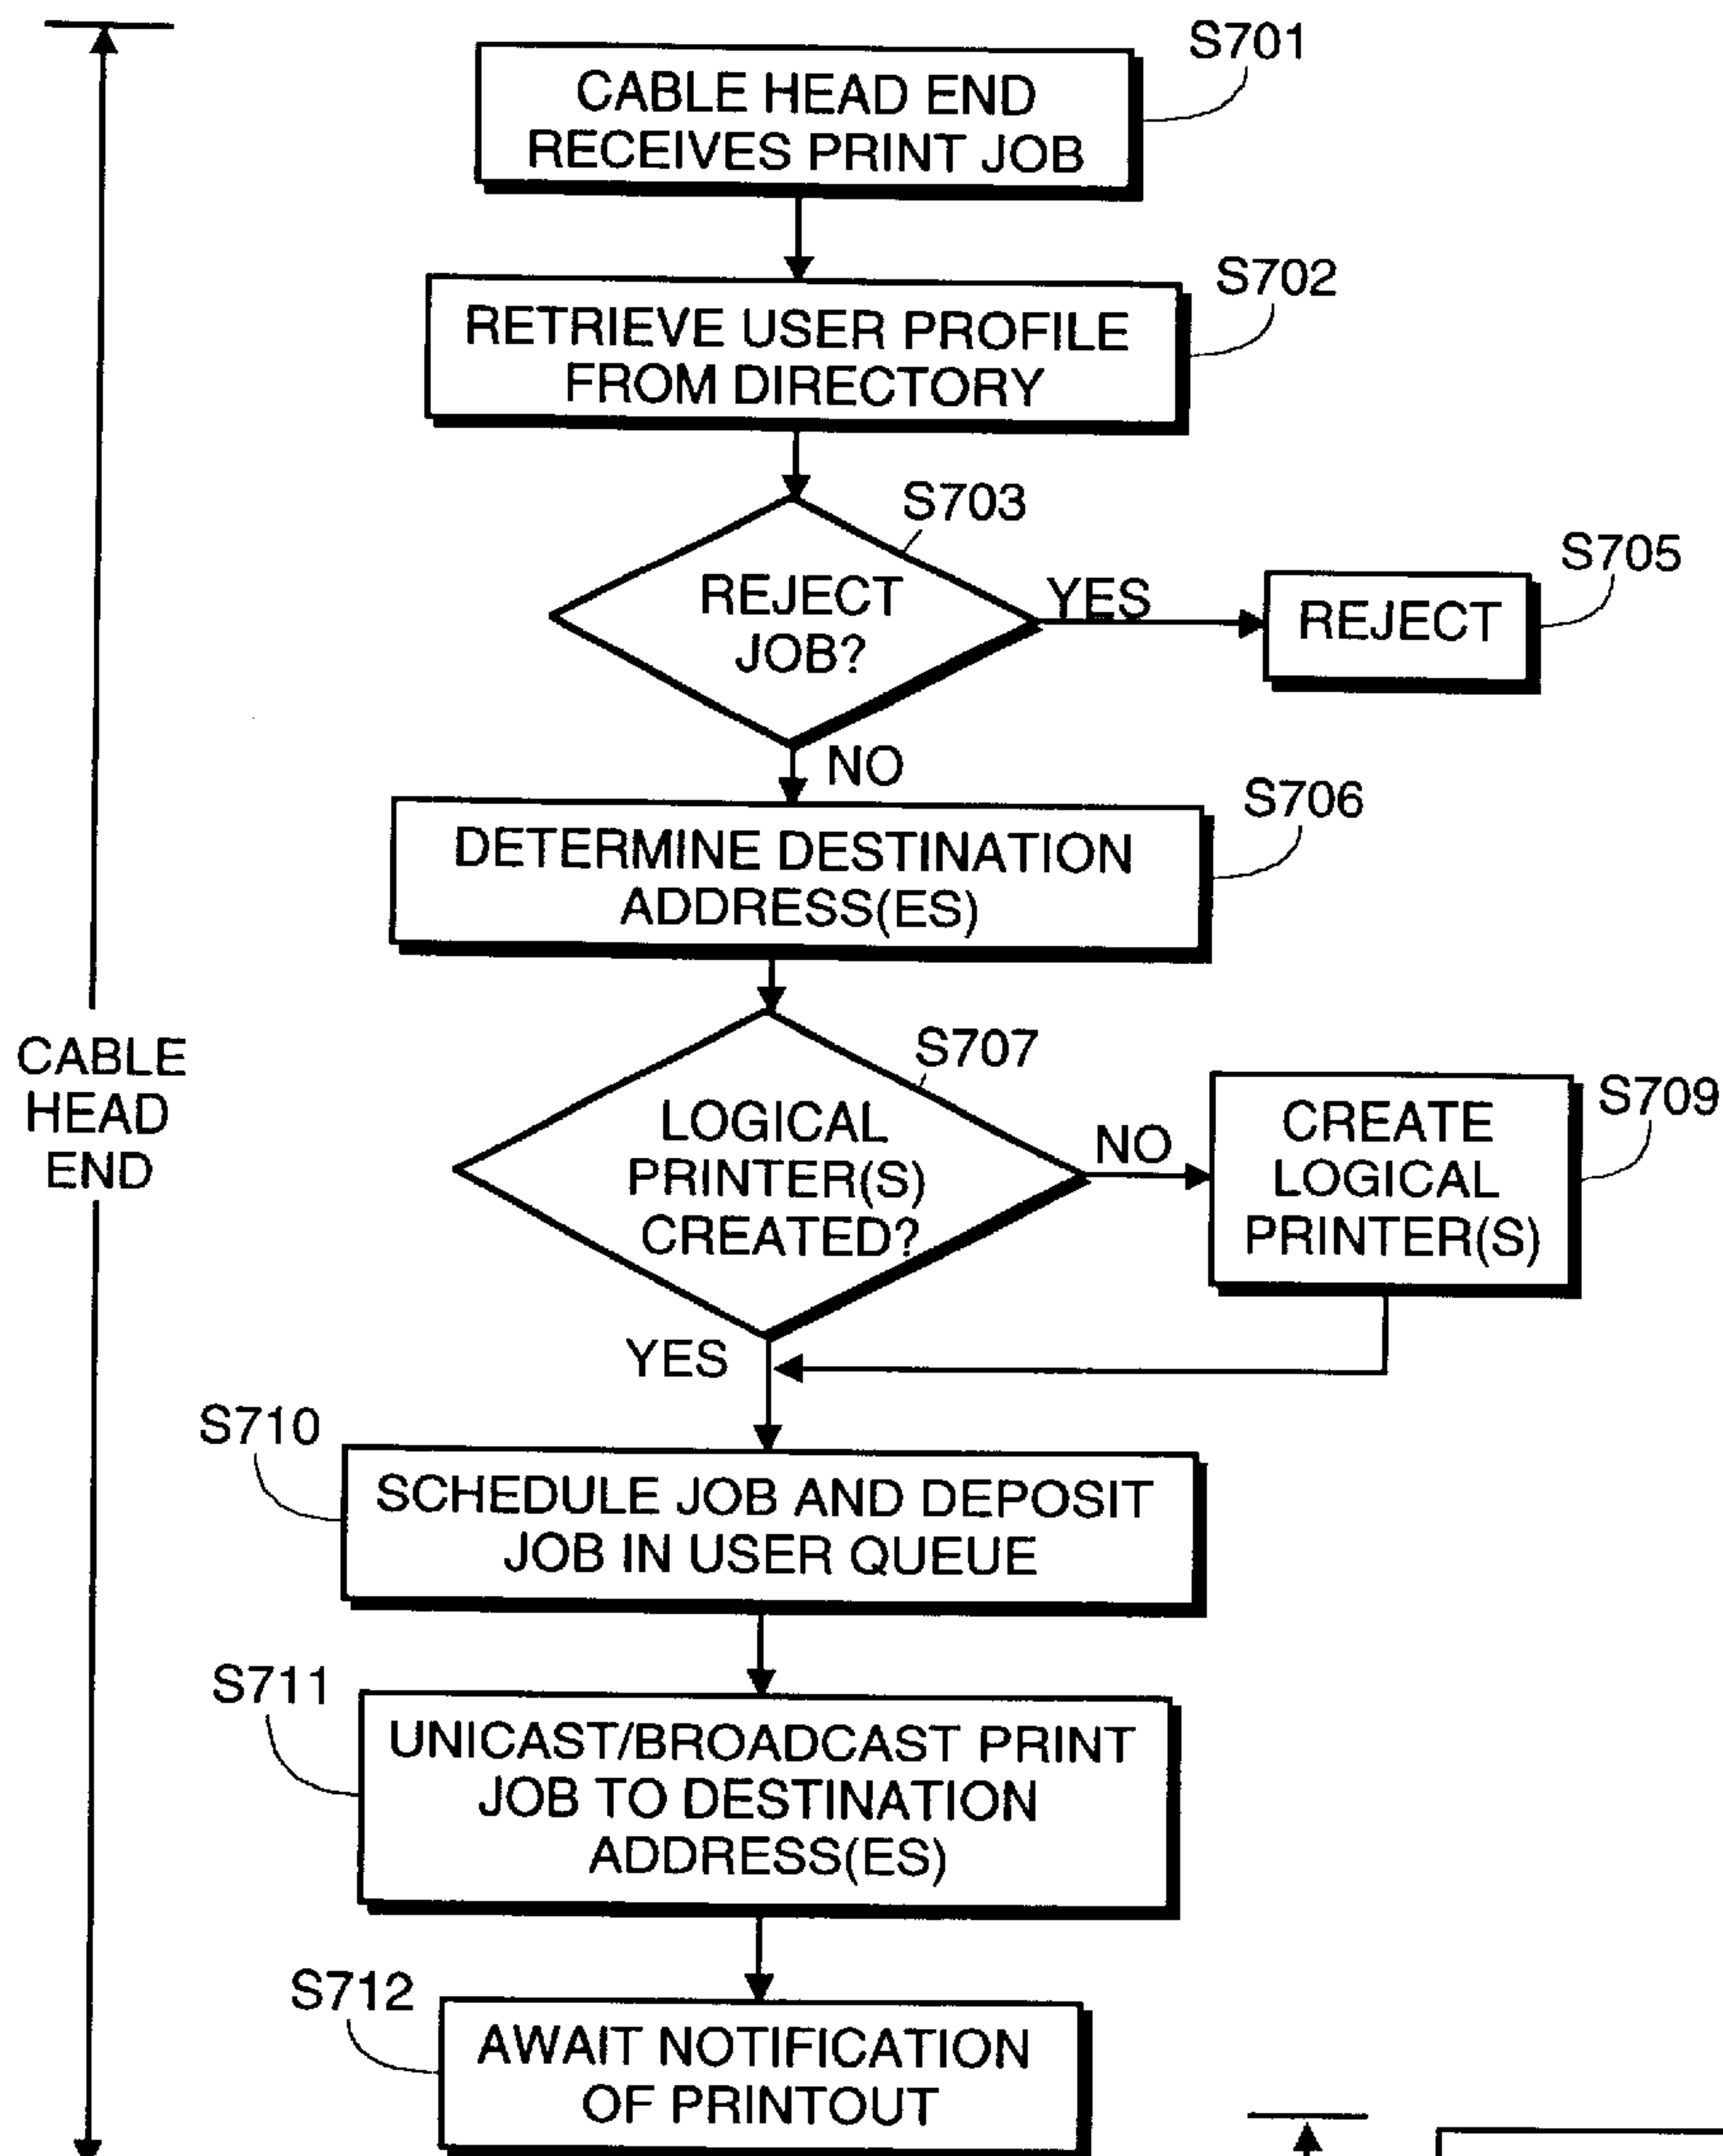 S701
CABLE HEAD END
RECEIVES PRINT JOB
S702
RETRIEVE USER PROFILE
FROM DIRECTORY
S703
REJECT
JOB?
YES
S705
REJECT
NO
S706
DETERMINE DESTINATION
ADDRESS(ES)
CABLE
HEAD
END
S707
LOGICAL
PRINTER(S)
CREATED?
NO
S709
CREATE
LOGICAL
PRINTER(S)
YES
S710
SCHEDULE JOB AND DEPOSIT
JOB IN USER QUEUE
S711
UNICAST/BROADCAST PRINT
JOB TO DESTINATION
ADDRESS(ES)
S712
AWAIT NOTIFICATION
OF PRINTOUT